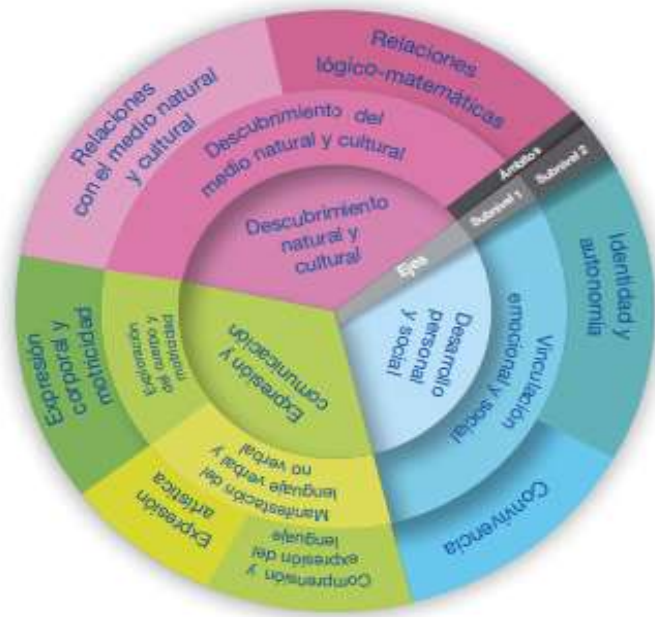 Relaciones
lógico-matemáticas
Relaciones
con el medio natural
y cultural
Descubrimiento del
medio natural y cultural
Descubrimiento
natural y
cultural
Ámbitos
Subnivel 2
Subnivel 1
Ejes
Identidad y
autonomía
Vinculación
emocional y social
Desarrollo
personal
y social
Convivencia
Expresión y
comunicación
Exploración
del cuerpo y
motricidad
Expresión
corporal y
motricidad
Manifestación del
lenguaje verbal y
no verbal
Expresión
artística
Comprensión y
expresión del
lenguaje